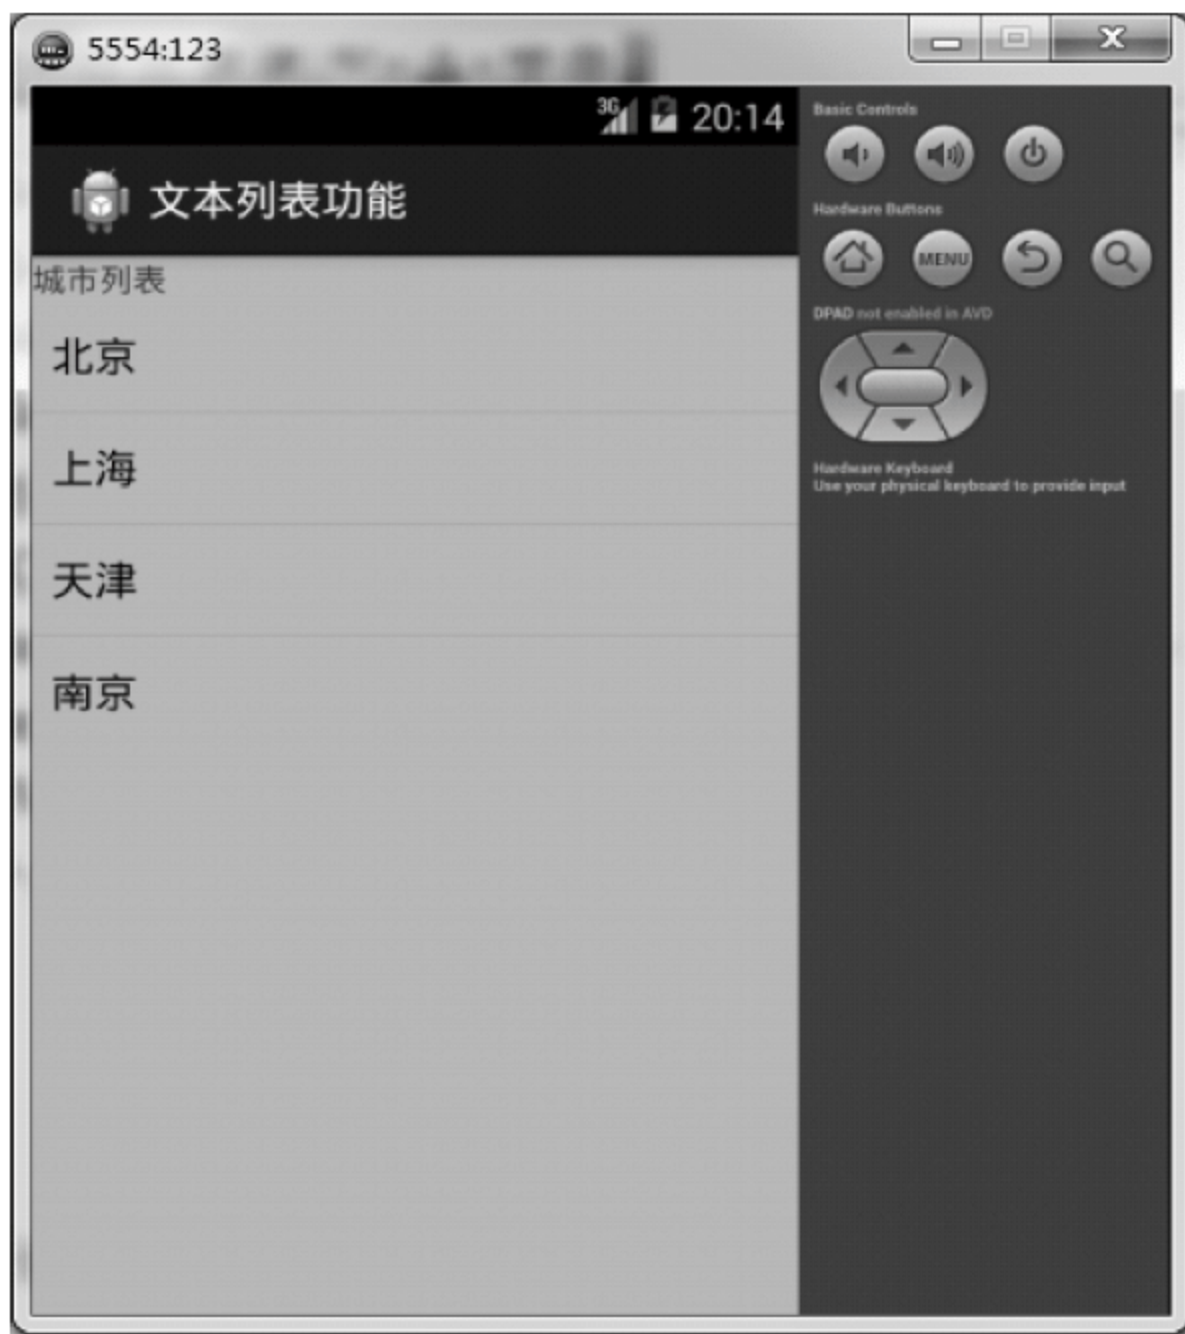 5554:123
3G 20:14
文本列表功能
城市列表
北京
上海
天津
南京
Basic Controls
Hardware Buttons
MENU
DPAD not enabled in AVD
Hardware Keyboard
Use your physical keyboard to provide input